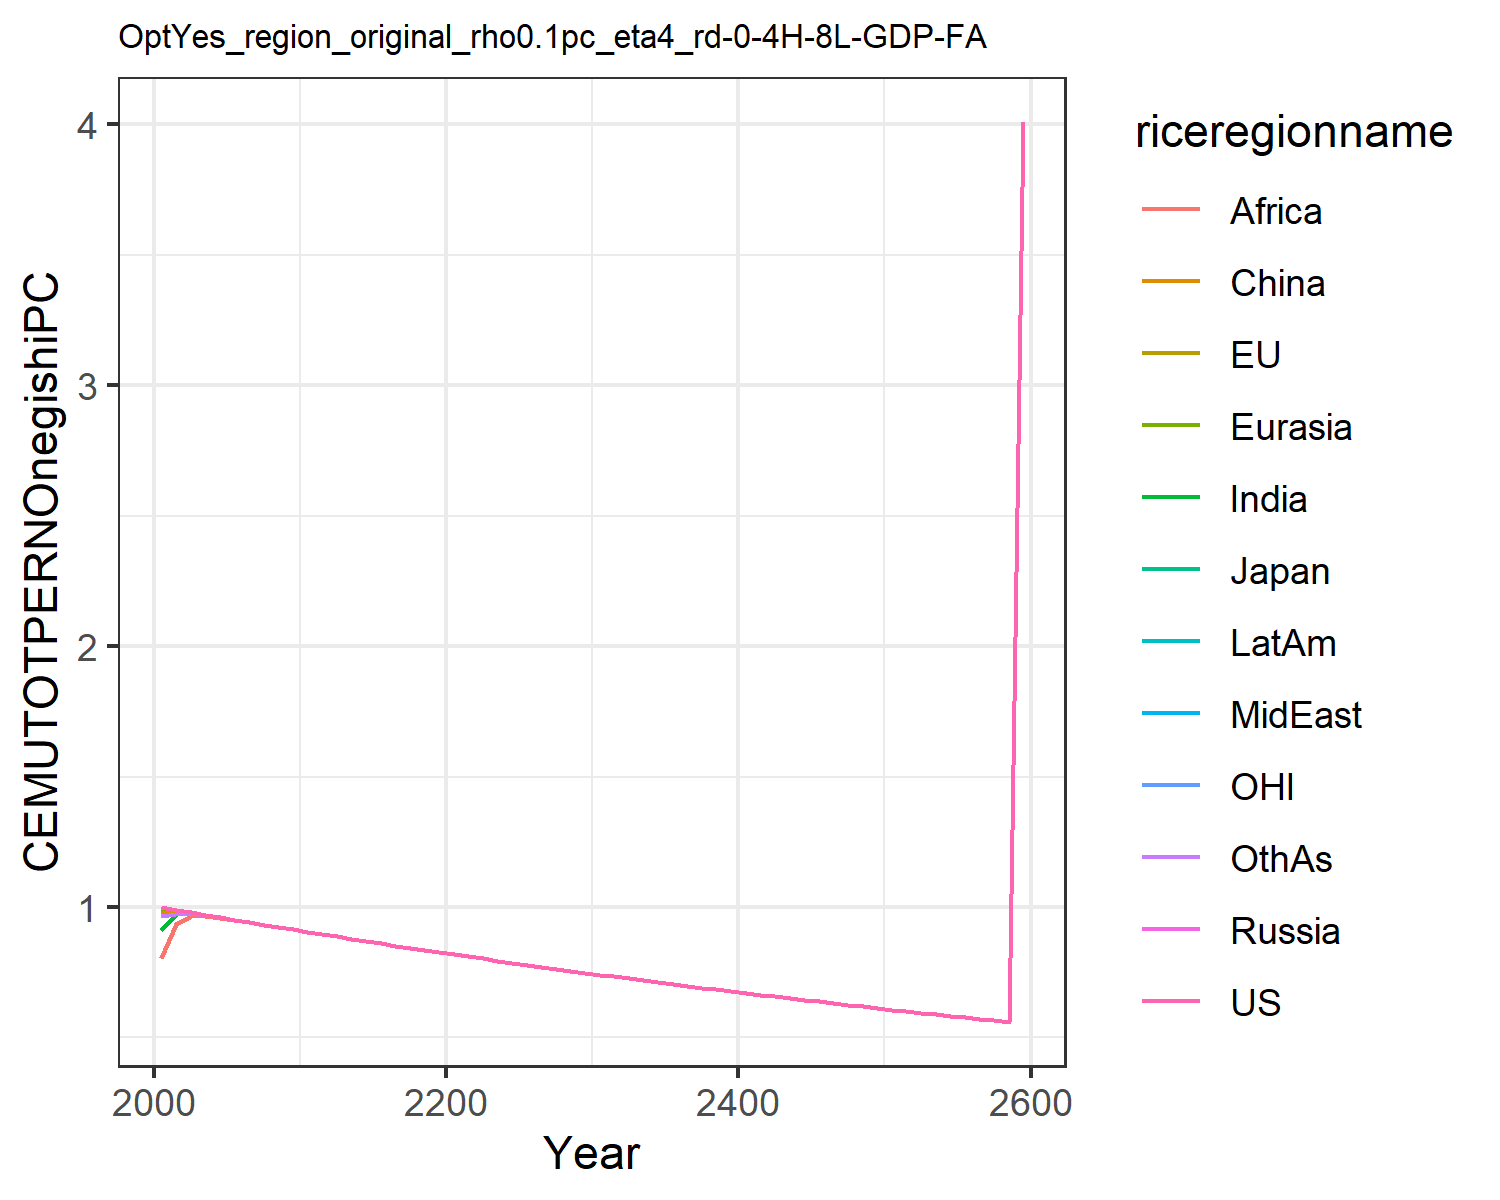 OptYes_region_original_rho0.1pc_eta4_rd-0-4H-8L-GDP-FA
CEMUTOTPERNOnegishiPC
4
3
2
1
2000
2200
2400
2600
Year
riceregionname
Africa
China
EU
Eurasia
India
Japan
LatAm
MidEast
OHI
OthAs
Russia
US